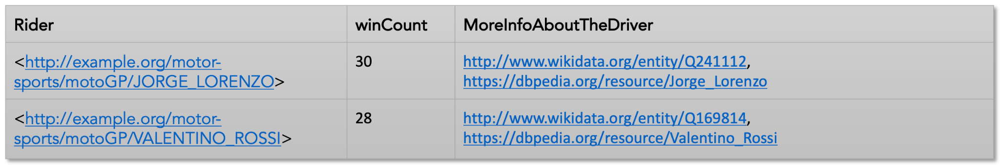 Rider winCount MoreInfoAboutTheDriver
<http://example.org/motor-
sports/motoGP/JORGE_LORENZO>
30
http://www.wikidata.org/entity/Q241112,
https://dbpedia.org/resource/Jorge_Lorenzo
<http://example.org/motor-
sports/motoGP/VALENTINO_ROSSI>
28
http://www.wikidata.org/entity/Q169814,
https://dbpedia.org/resource/Valentino_Rossi